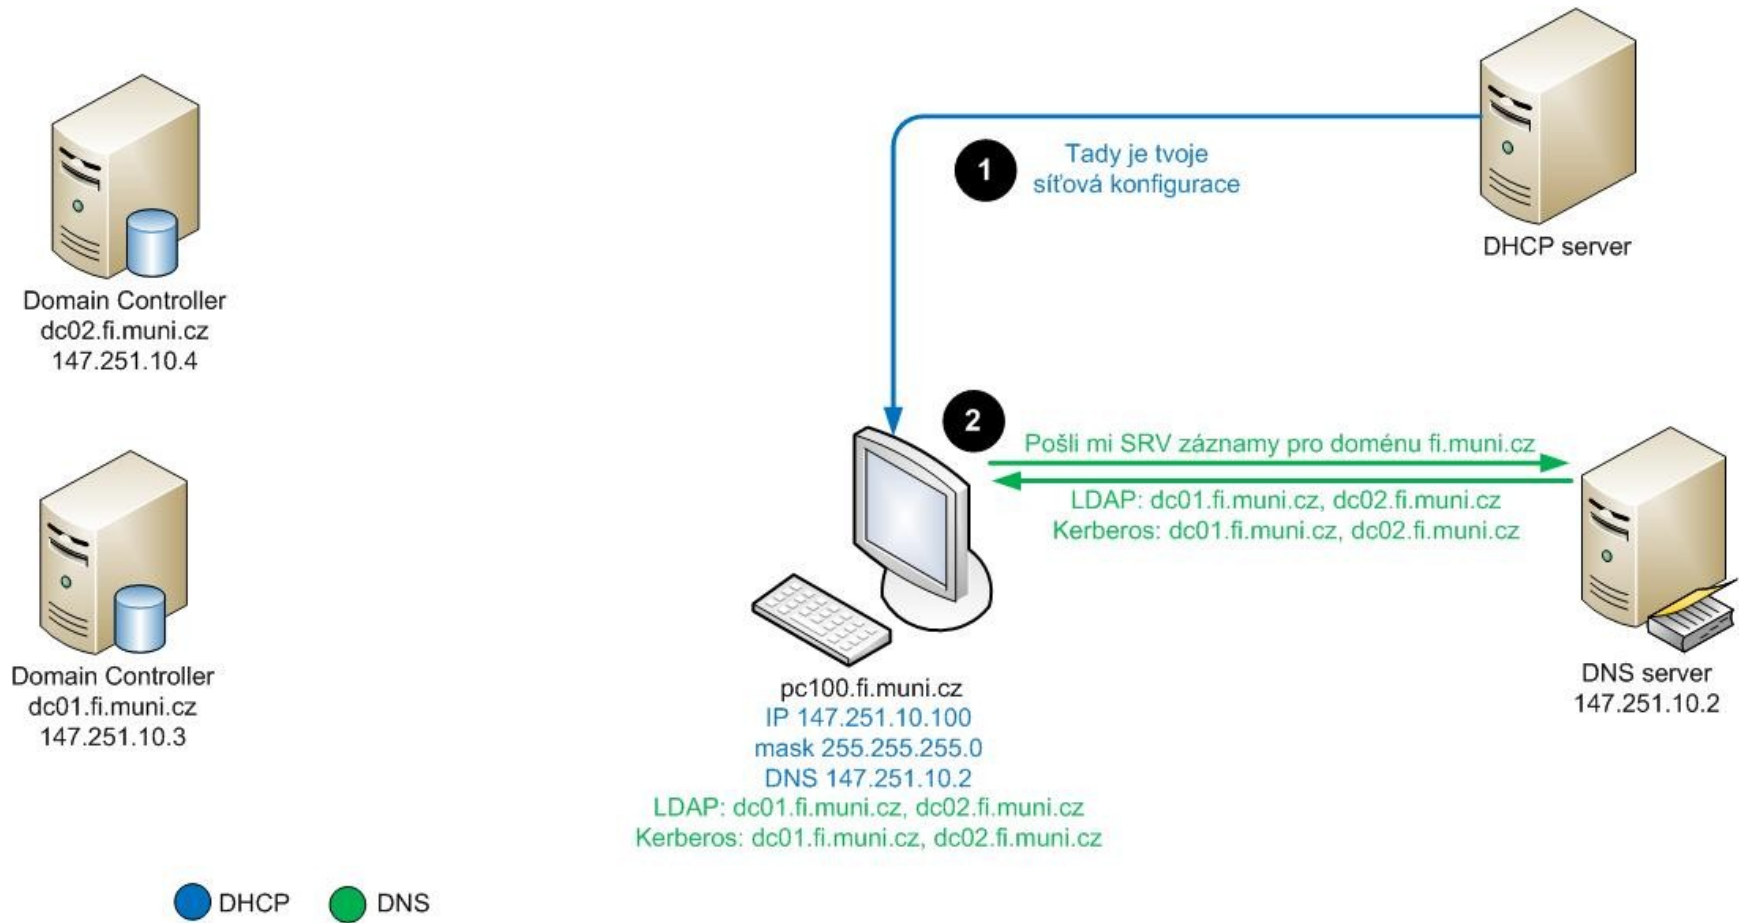 1
Tady je tvoje
síťová konfigurace
DHCP server
Domain Controller
dc02.fi.muni.cz
147.251.10.4
2
Pošli mi SRV záznamy pro doménu fi.muni.cz
LDAP: dc01.fi.muni.cz, dc02.fi.muni.cz
Kerberos: dc01.fi.muni.cz, dc02.fi.muni.cz
Domain Controller
dc01.fi.muni.cz
147.251.10.3
pc100.fi.muni.cz
IP 147.251.10.100
mask 255.255.255.0
DNS 147.251.10.2
LDAP: dc01.fi.muni.cz, dc02.fi.muni.cz
Kerberos: dc01.fi.muni.cz, dc02.fi.muni.cz
DNS server
147.251.10.2
DHCP
DNS